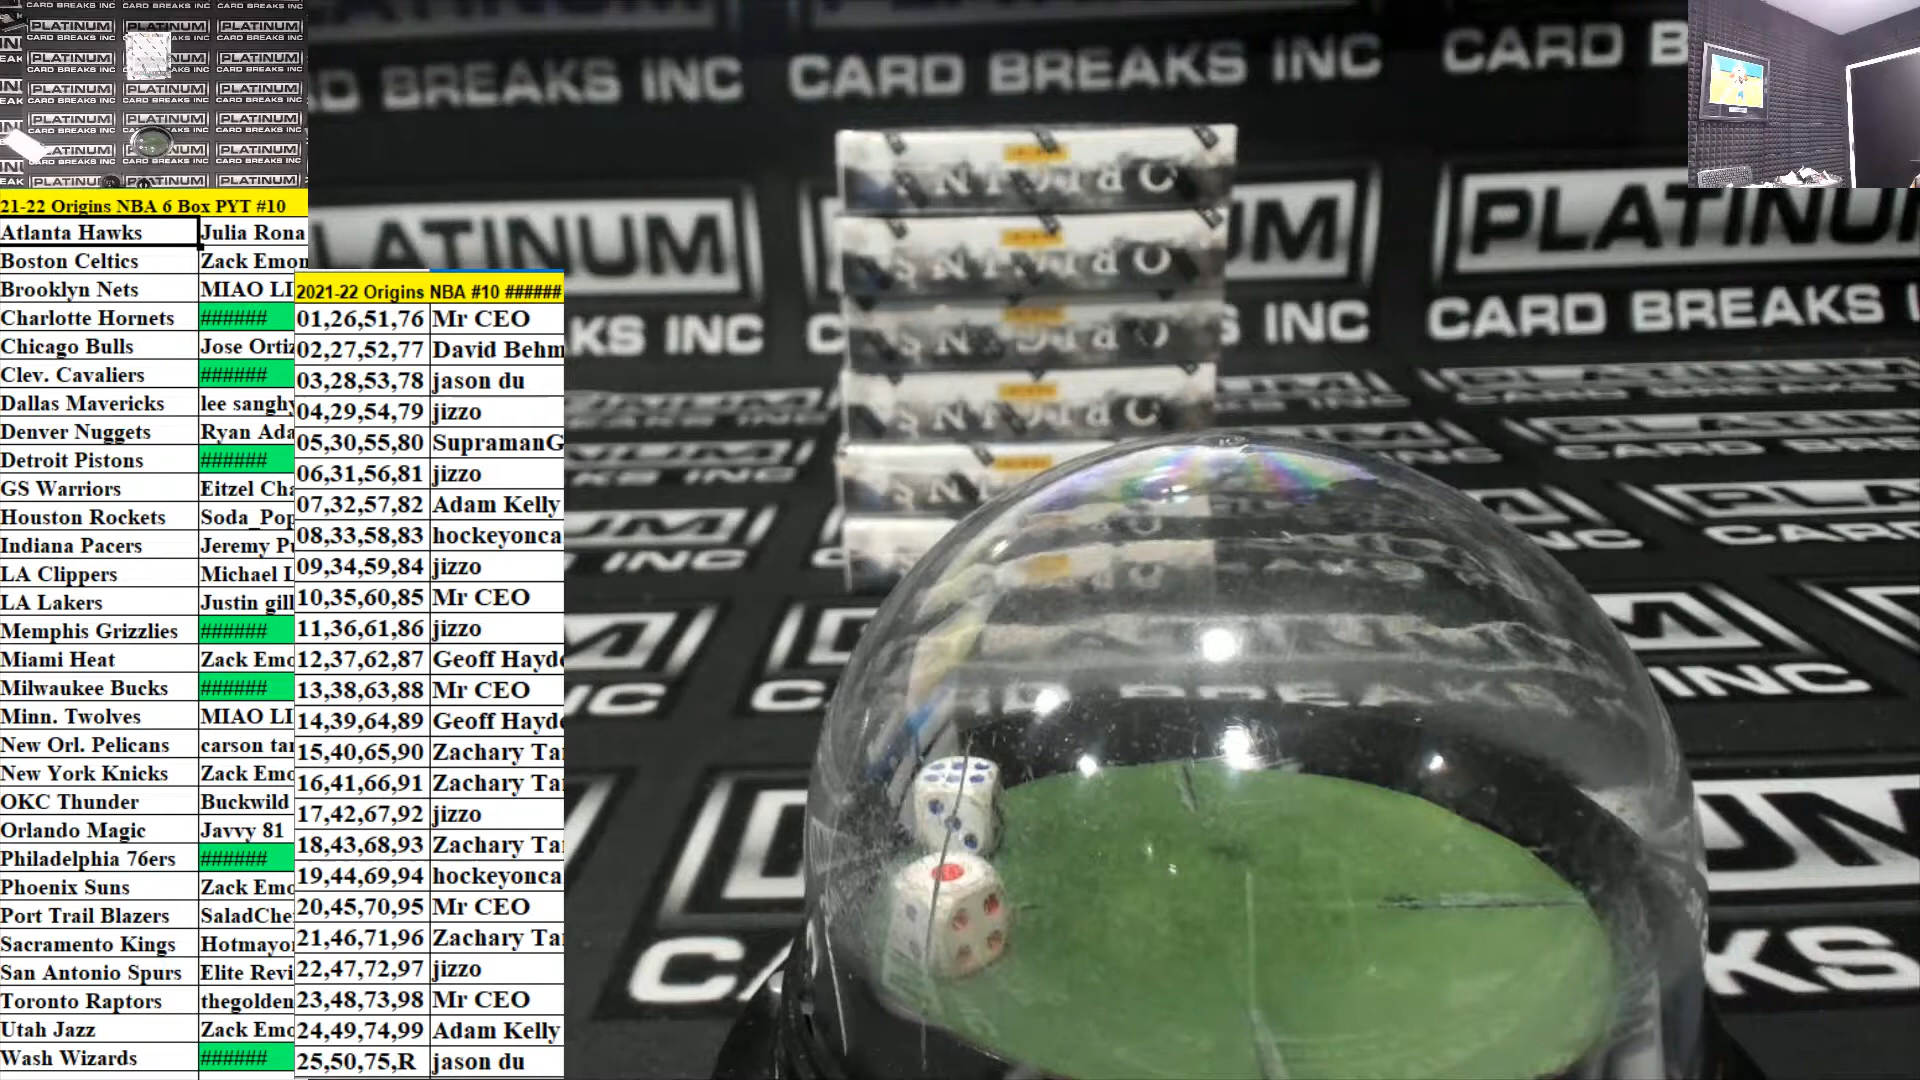 21-22 Origins NBA 6 Box PYT #10
Atlanta Hawks Julia Rona
Boston Celtics Zack Emon
Brooklyn Nets MIAO LI
Charlotte Hornets ######
Chicago Bulls Jose Ortiz
Clev. Cavaliers ######
Dallas Mavericks lee sanghy
Denver Nuggets Ryan Ada
Detroit Pistons ######
GS Warriors Eitzel Cha
Houston Rockets Soda_Pop
Indiana Pacers Jeremy Pu
LA Clippers Michael L
LA Lakers Justin gill
Memphis Grizzlies ######
Miami Heat Zack Emo
Milwaukee Bucks ######
Minn. Twolves MIAO LI
New Orl. Pelicans carson tan
New York Knicks Zack Emo
OKC Thunder Buckwild
Orlando Magic Javvy 81
Philadelphia 76ers ######
Phoenix Suns Zack Emo
Port Trail Blazers SaladChe
Sacramento Kings Hotmayo
San Antonio Spurs Elite Revi
Toronto Raptors thegolden
Utah Jazz Zack Emo
Wash Wizards ######
2021-22 Origins NBA #10 ######
01,26,51,76 Mr CEO
02,27,52,77 David Behm
03,28,53,78 jason du
04,29,54,79 jizzo
05,30,55,80 SupramanG
06,31,56,81 jizzo
07,32,57,82 Adam Kelly
08,33,58,83 hockeyonca
09,34,59,84 jizzo
10,35,60,85 Mr CEO
11,36,61,86 jizzo
12,37,62,87 Geoff Hayde
13,38,63,88 Mr CEO
14,39,64,89 Geoff Hayde
15,40,65,90 Zachary Ta
16,41,66,91 Zachary Ta
17,42,67,92 jizzo
18,43,68,93 Zachary Ta
19,44,69,94 hockeyonca
20,45,70,95 Mr CEO
21,46,71,96 Zachary Ta
22,47,72,97 jizzo
23,48,73,98 Mr CEO
24,49,74,99 Adam Kelly
25,50,75,R jason du
CARD BREAKS INC CARD BREAKS INC CARD B
PLATINUM PLATINUM
CARD BREAKS INC
ORIGINS
ORIGINS
ORIGINS
ORIGINS